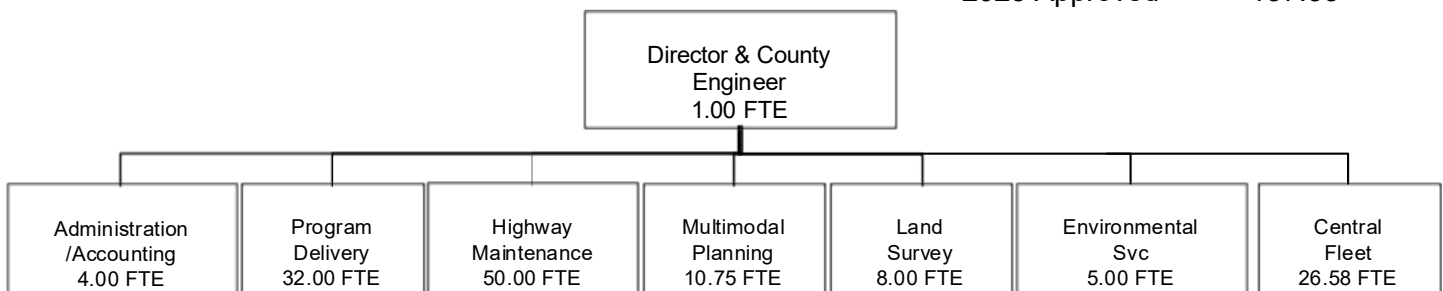 Approved
Director & County
Engineer
1.00 FTE
Administration
/Accounting
4.00 FTE
Program
Delivery
32.00 FTE
Highway
Maintenance
50.00 FTE
Multimodal
Planning
10.75 FTE
Land
Survey
8.00 FTE
Environmental
Svc
5.00 FTE
Central
Fleet
26.58 FTE